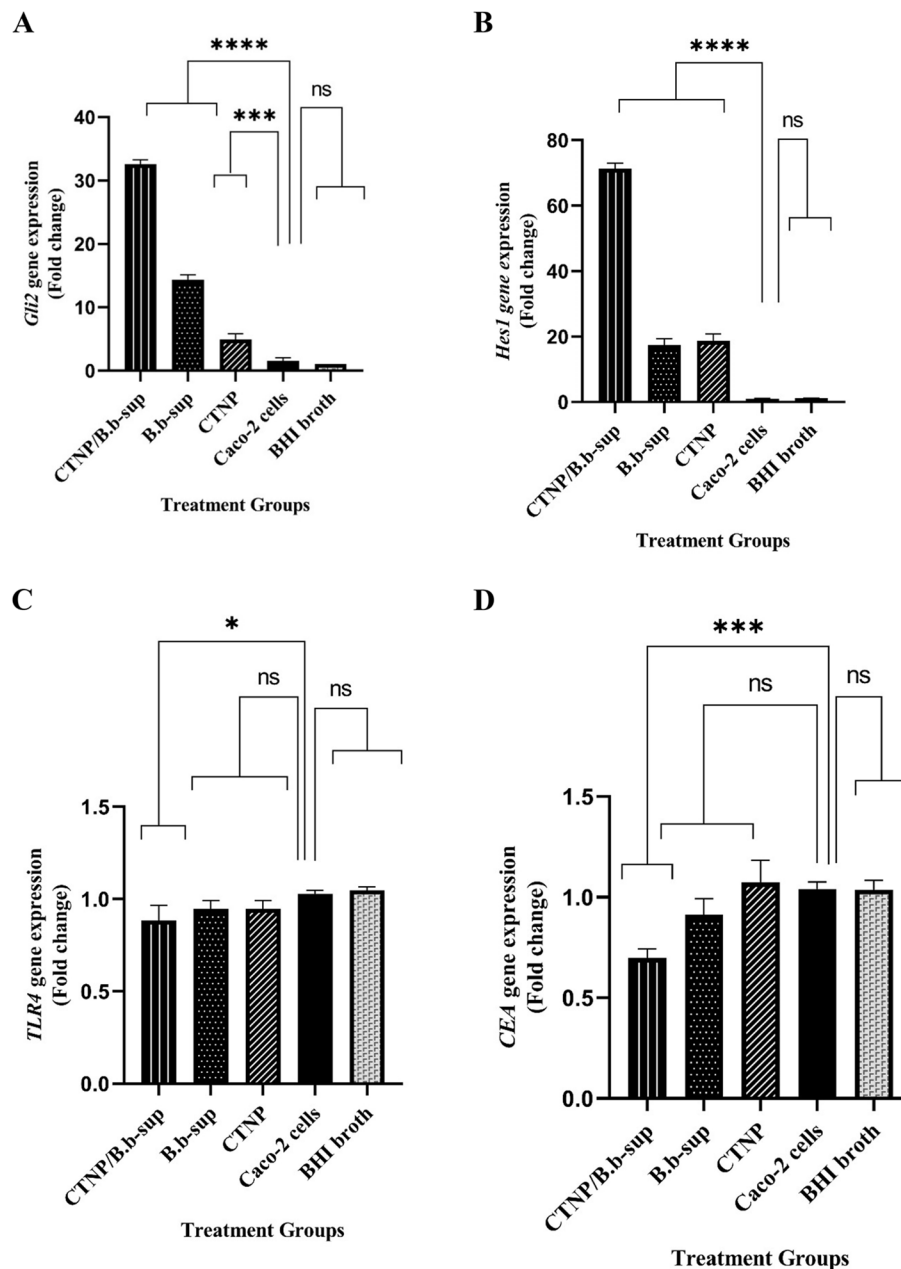 A
****
ns
***
40
30
20
10
0
Gli2 gene expression
(Fold change)
CTNP/B.b-sup
B.b-sup
CTNP
Caco-2 cells
BHI broth
Treatment Groups
B
****
ns
80
60
40
20
0
Hes1 gene expression
(Fold change)
CTNP/B.b-sup
B.b-sup
CTNP
Caco-2 cells
BHI broth
Treatment Groups
C
*
ns
ns
1.5
1.0
0.5
0.0
TLR4 gene expression
(Fold change)
CTNP/B.b-sup
B.b-sup
CTNP
Caco-2 cells
BHI broth
Treatment Groups
D
***
ns
ns
1.5
1.0
0.5
0.0
CEA gene expression
(Fold change)
CTNP/B.b-sup
B.b-sup
CTNP
Caco-2 cells
BHI broth
Treatment Groups